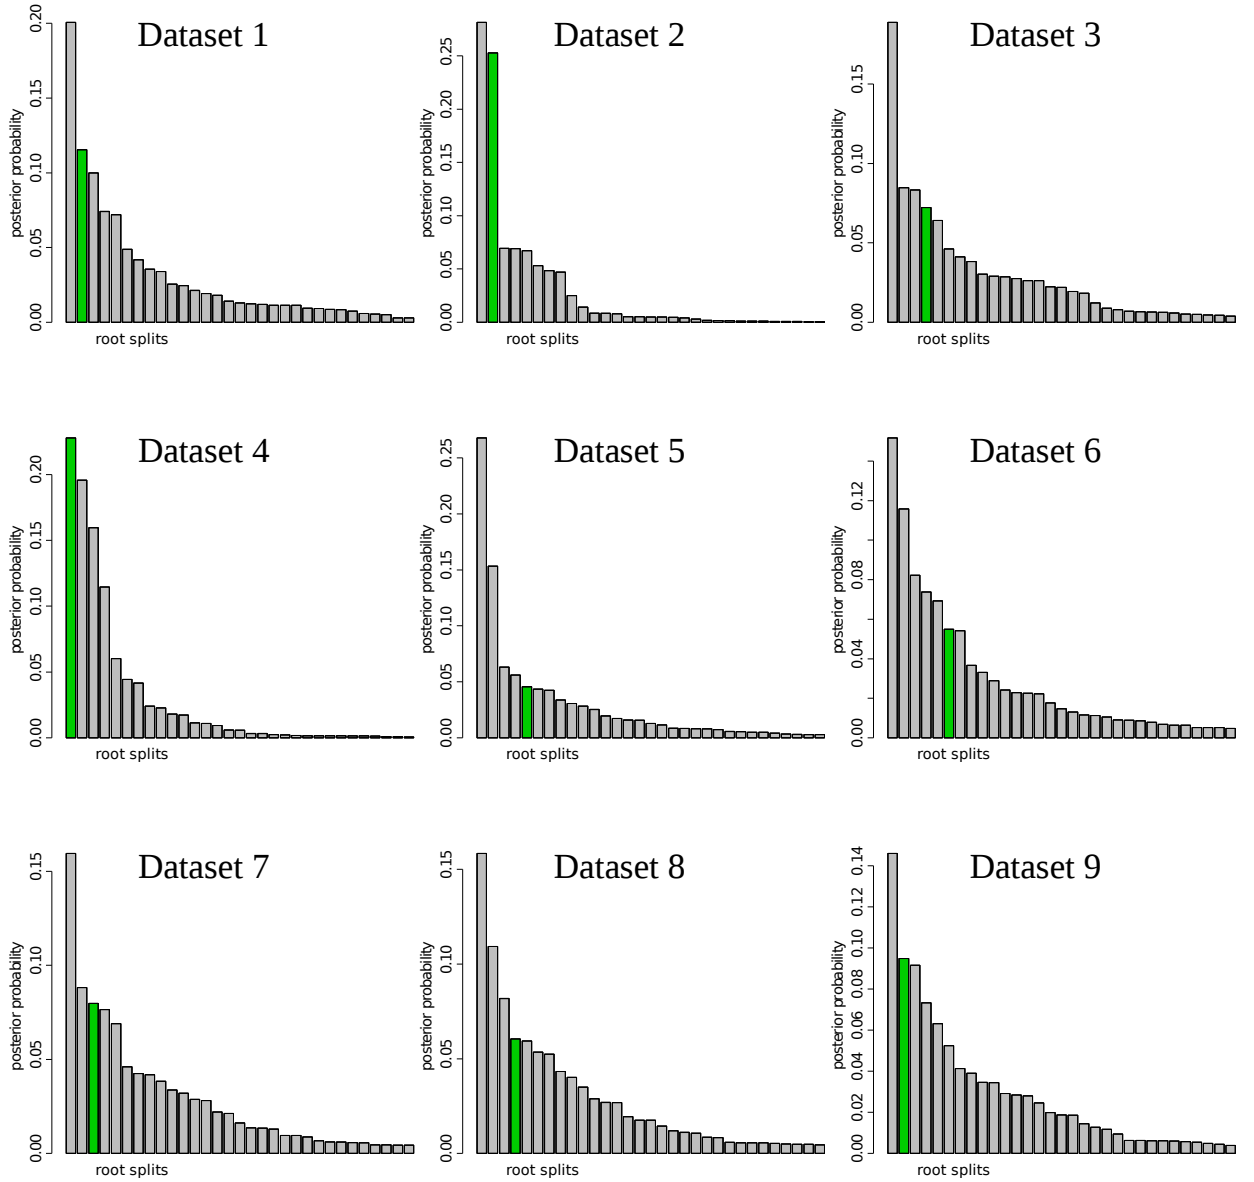 Dataset 1
posterior probability
0.00 0.05 0.10 0.15 0.20
root splits
Dataset 2
posterior probability
0.00 0.05 0.10 0.15 0.20 0.25
root splits
Dataset 3
posterior probability
0.00 0.05 0.10 0.15
root splits
Dataset 4
posterior probability
0.00 0.05 0.10 0.15 0.20
root splits
Dataset 5
posterior probability
0.00 0.05 0.10 0.15 0.20 0.25
root splits
Dataset 6
posterior probability
0.00 0.04 0.08 0.12
root splits
Dataset 7
posterior probability
0.00 0.05 0.10 0.15
root splits
Dataset 8
posterior probability
0.00 0.05 0.10 0.15
root splits
Dataset 9
posterior probability
0.00 0.02 0.04 0.06 0.08 0.10 0.12 0.14
root splits